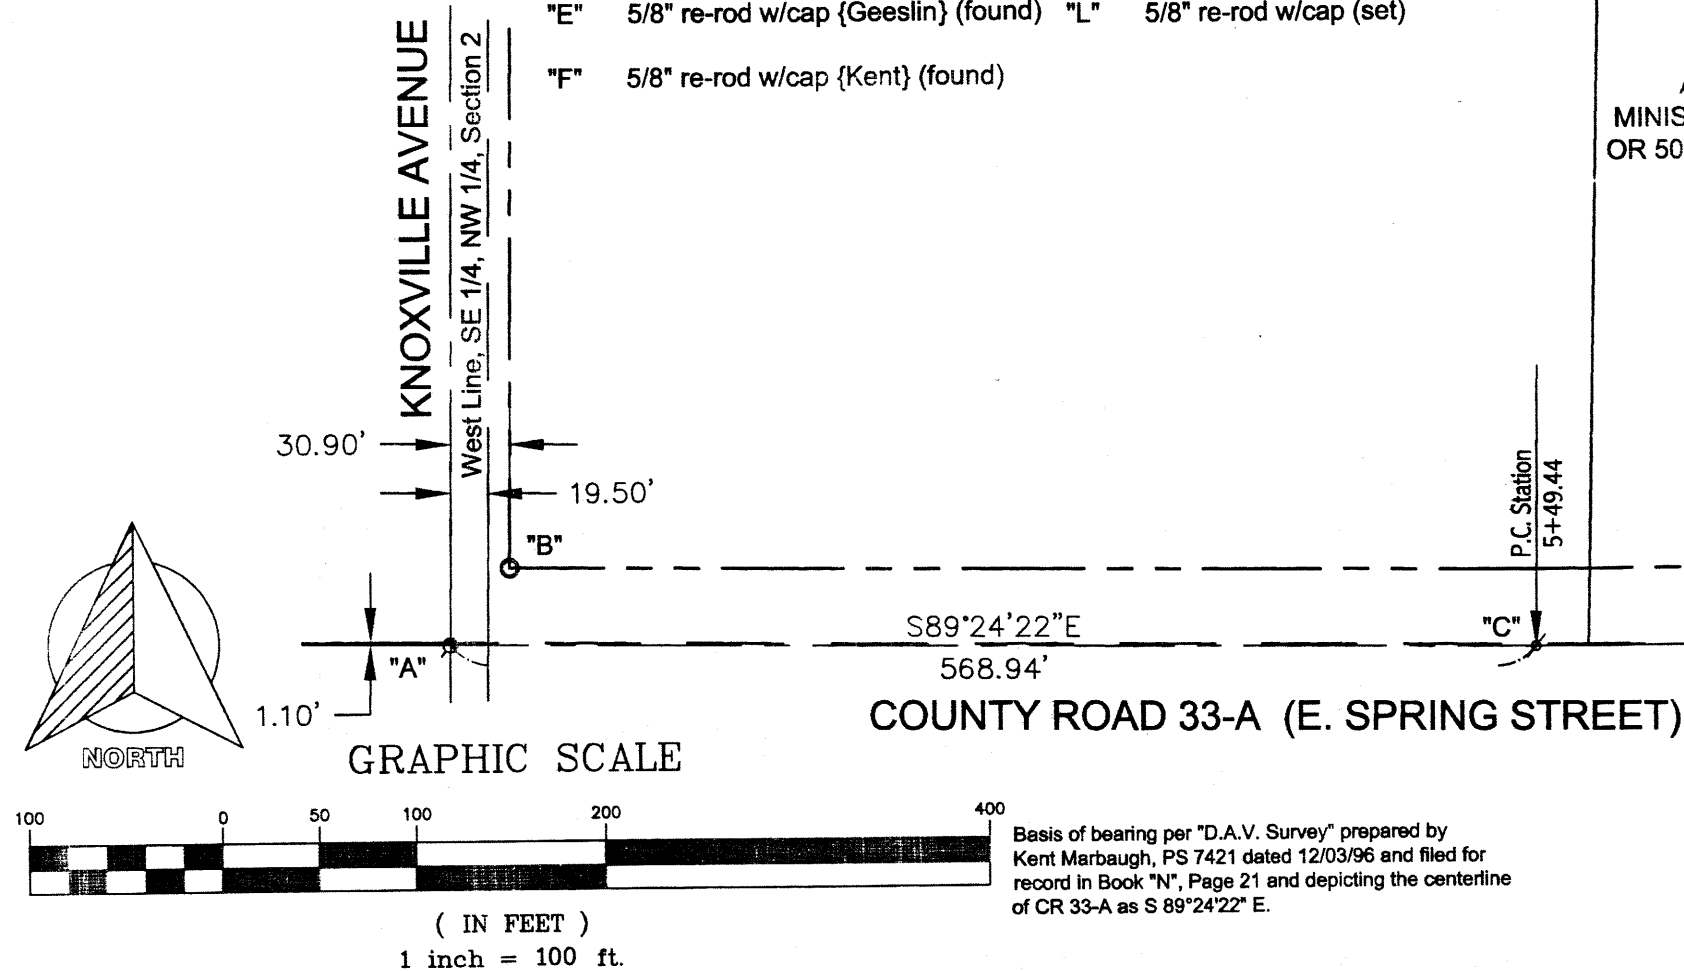 "E" 5/8" re-rod w/cap {Geeslin} (found) "L" 5/8" re-rod w/cap (set)
"F" 5/8" re-rod w/cap {Kent} (found)
MINIS
OR 50
KNOXVILLE AVENUE
West Line, SE 1/4, NW 1/4, Section 2
30.90'
19.50'
"B"
P.C. Station
5+49.44
S89°24'22"E
"C"
"A"
568.94'
1.10'
COUNTY ROAD 33-A (E. SPRING STREET)
NORTH
GRAPHIC SCALE
100 0 50 100 200 400
( IN FEET )
1 inch = 100 ft.
Basis of bearing per "D.A.V. Survey" prepared by
Kent Marbaugh, PS 7421 dated 12/03/96 and filed for
record in Book "N", Page 21 and depicting the centerline
of CR 33-A as S 89°24'22" E.